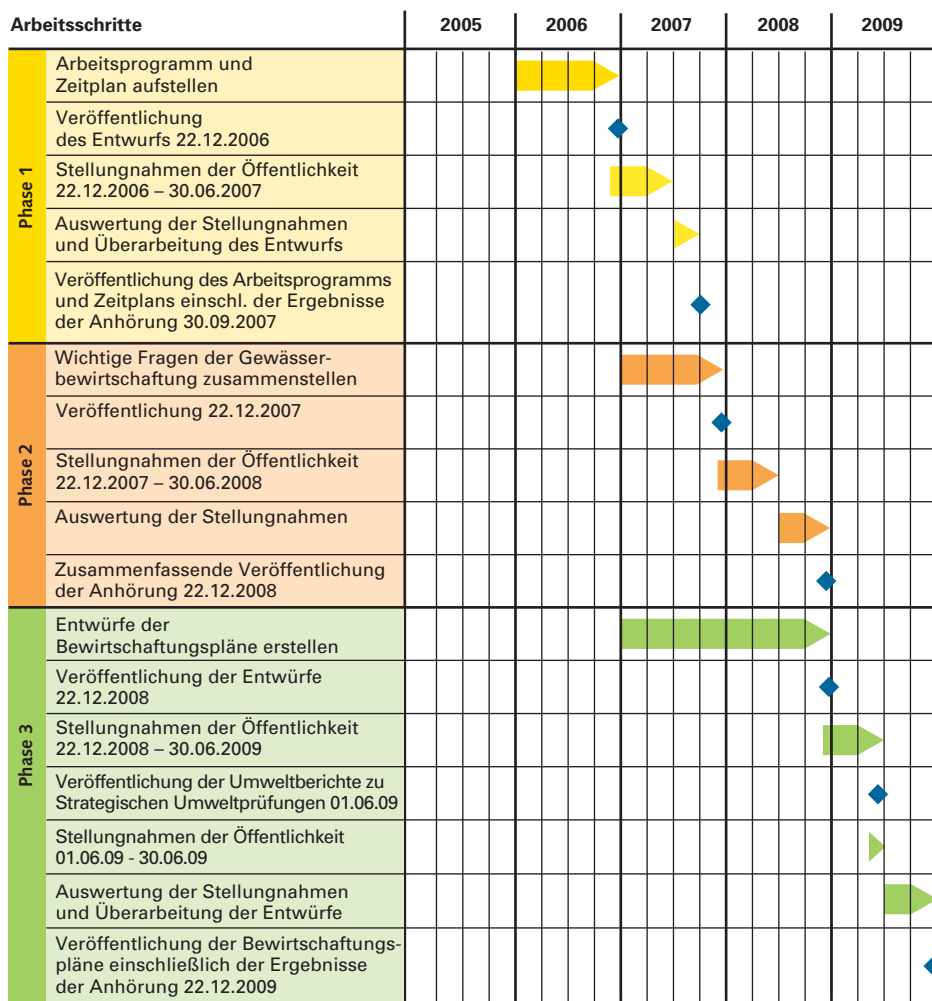 Arbeitsschritte 2005 2006 2007 2008 2009
Phase 1
Arbeitsprogramm und
Zeitplan aufstellen
Veröffentlichung
des Entwurfs 22.12.2006
Stellungnahmen der Öffentlichkeit
22.12.2006 – 30.06.2007
Auswertung der Stellungnahmen
und Überarbeitung des Entwurfs
Veröffentlichung des Arbeitsprogramms
und Zeitplans einschl. der Ergebnisse
der Anhörung 30.09.2007
Phase 2
Wichtige Fragen der Gewässer-
bewirtschaftung zusammenstellen
Veröffentlichung 22.12.2007
Stellungnahmen der Öffentlichkeit
22.12.2007 – 30.06.2008
Auswertung der Stellungnahmen
Zusammenfassende Veröffentlichung
der Anhörung 22.12.2008
Phase 3
Entwürfe der
Bewirtschaftungspläne erstellen
Veröffentlichung der Entwürfe
22.12.2008
Stellungnahmen der Öffentlichkeit
22.12.2008 – 30.06.2009
Veröffentlichung der Umweltberichte zu
Strategischen Umweltprüfungen 01.06.09
Stellungnahmen der Öffentlichkeit
01.06.09 - 30.06.09
Auswertung der Stellungnahmen
und Überarbeitung der Entwürfe
Veröffentlichung der Bewirtschaftungs-
pläne einschließlich der Ergebnisse
der Anhörung 22.12.2009